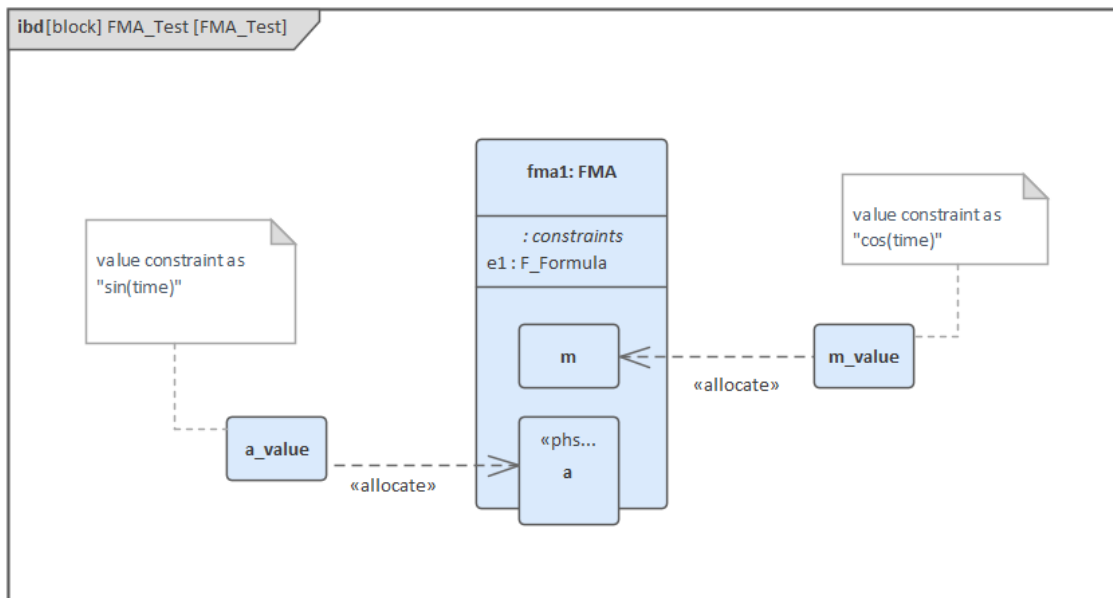 ibd[block] FMA_Test [FMA_Test]
fma1: FMA
: constraints
e1 : F_Formula
value constraint as
"sin(time)"
value constraint as
"cos(time)"
m
m_value
«allocate»
«phs...
a
a_value
«allocate»